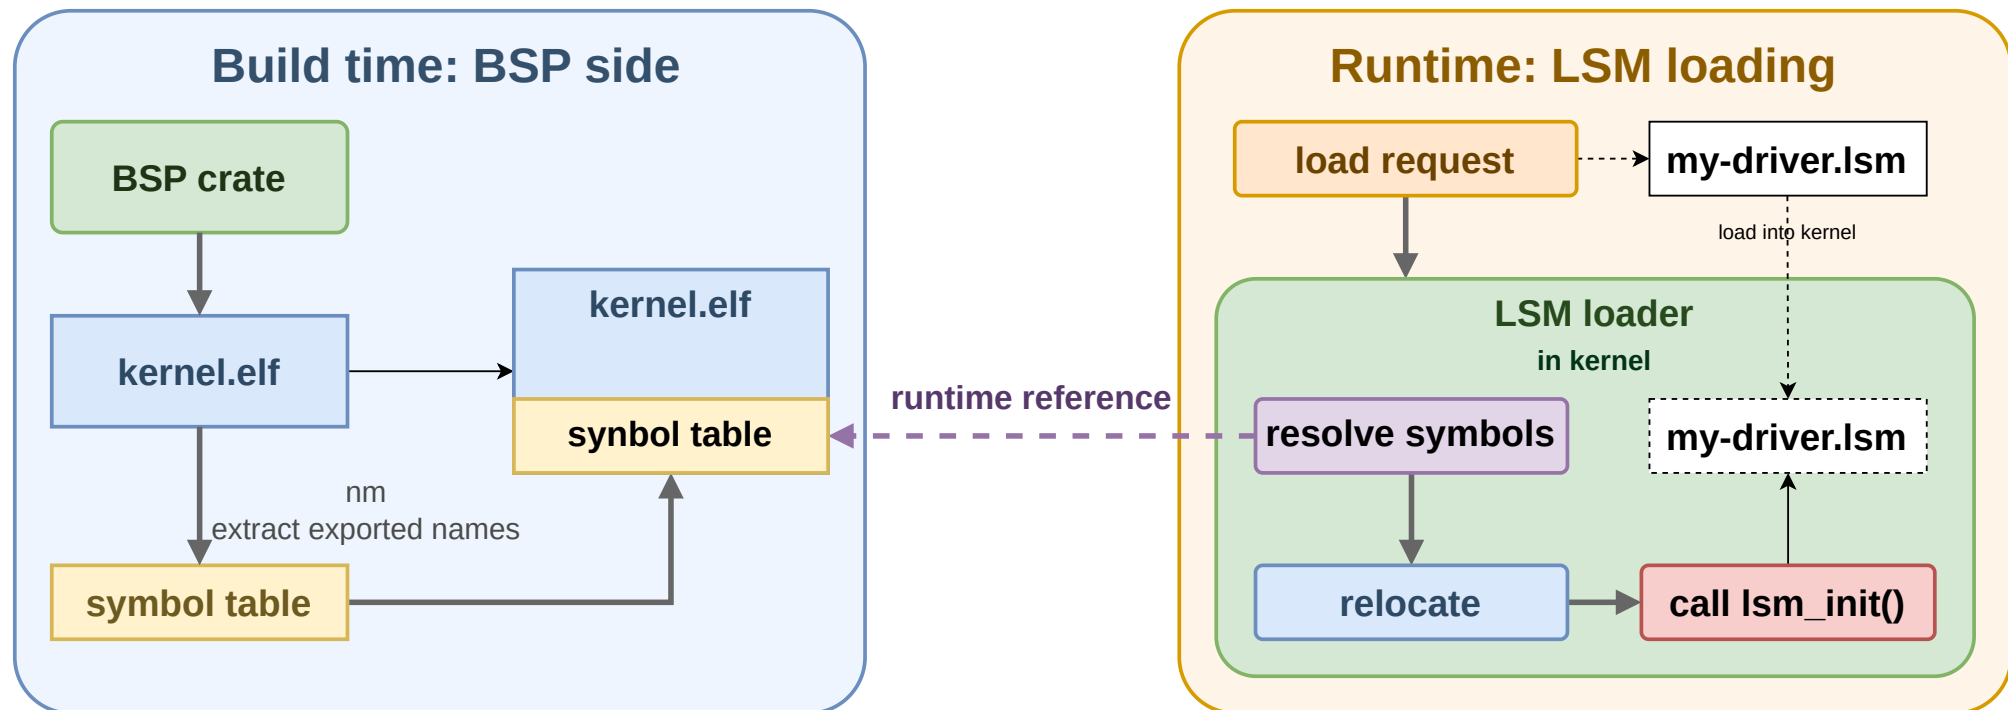 Build time: BSP side
BSP crate
kernel.elf
kernel.elf
synbol table
nm
extract exported names
symbol table
runtime reference
Runtime: LSM loading
load request
my-driver.lsm
load into kernel
LSM loader
in kernel
resolve symbols
my-driver.lsm
relocate
call lsm_init()